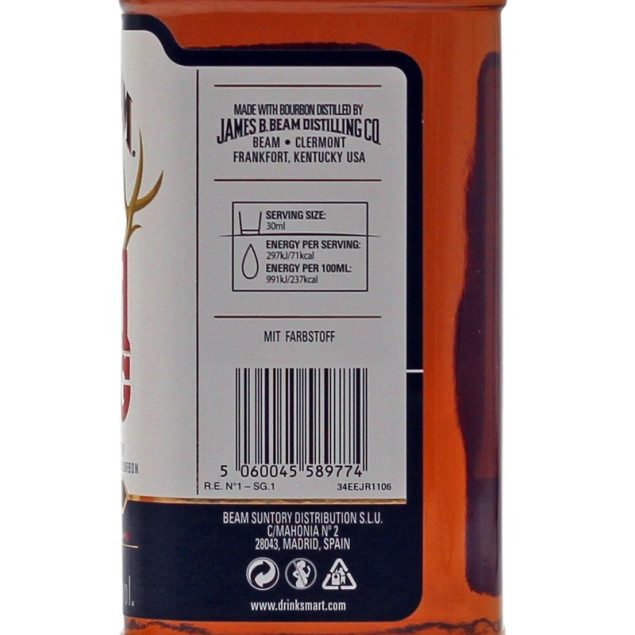 MADE WITH BOURBON DISTILLED BY
JAMES B. BEAM DISTILLING CO.
BEAM • CLERMONT
FRANKFORT, KENTUCKY USA
SERVING SIZE:
30ml
ENERGY PER SERVING:
297kJ/71kcal
ENERGY PER 100ML:
991kJ/237kcal
MIT FARBSTOFF
5 060045 589774
R.E. N°1 – SG.1 34EEJR1106
BEAM SUNTORY DISTRIBUTION S.L.U.
C/MAHONIA N° 2
28043, MADRID, SPAIN
www.drinksmart.com